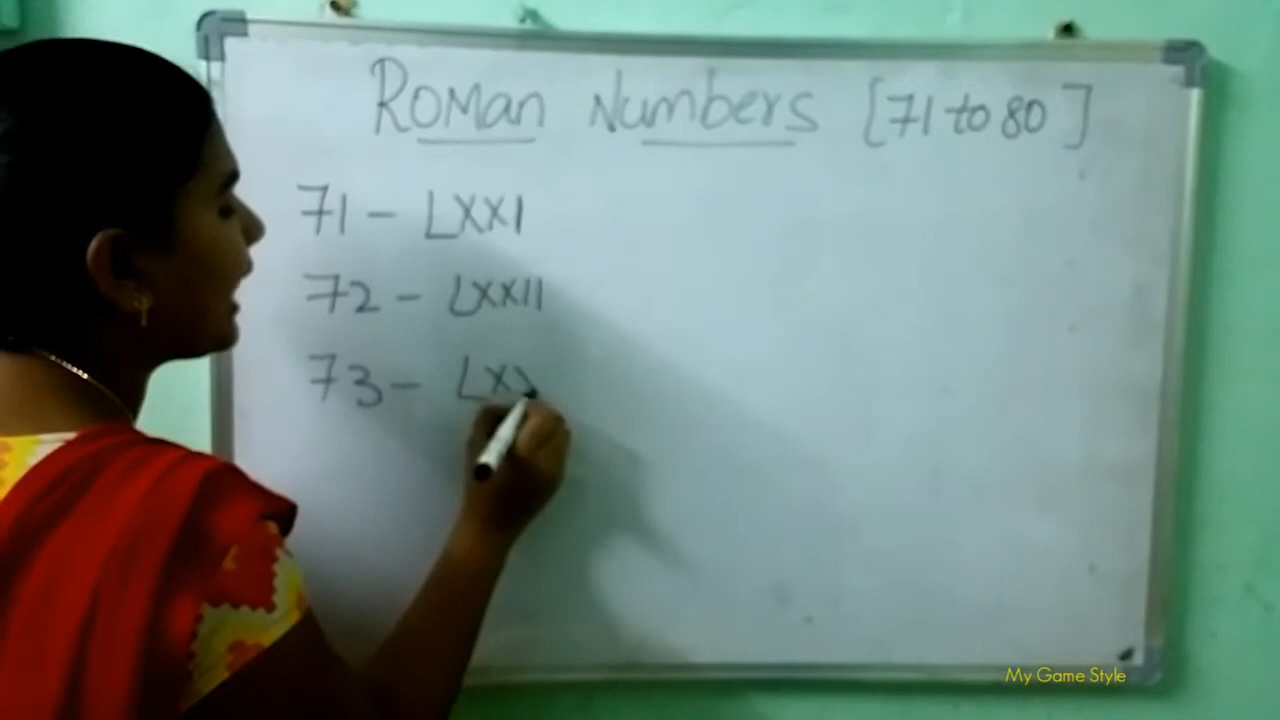 Roman Numbers [71 to 80]
71 - LXXI
72 - LXXII
73 - LXX
My Game Style